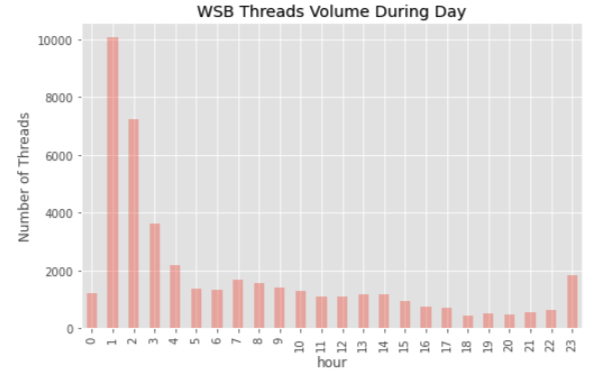 WSB Threads Volume During Day
10000
8000
6000
4000
2000
0
Number of Threads
0 1 2 3 4 5 6 7 8 9 10 11 12 13 14 15 16 17 18 19 20 21 22 23
hour